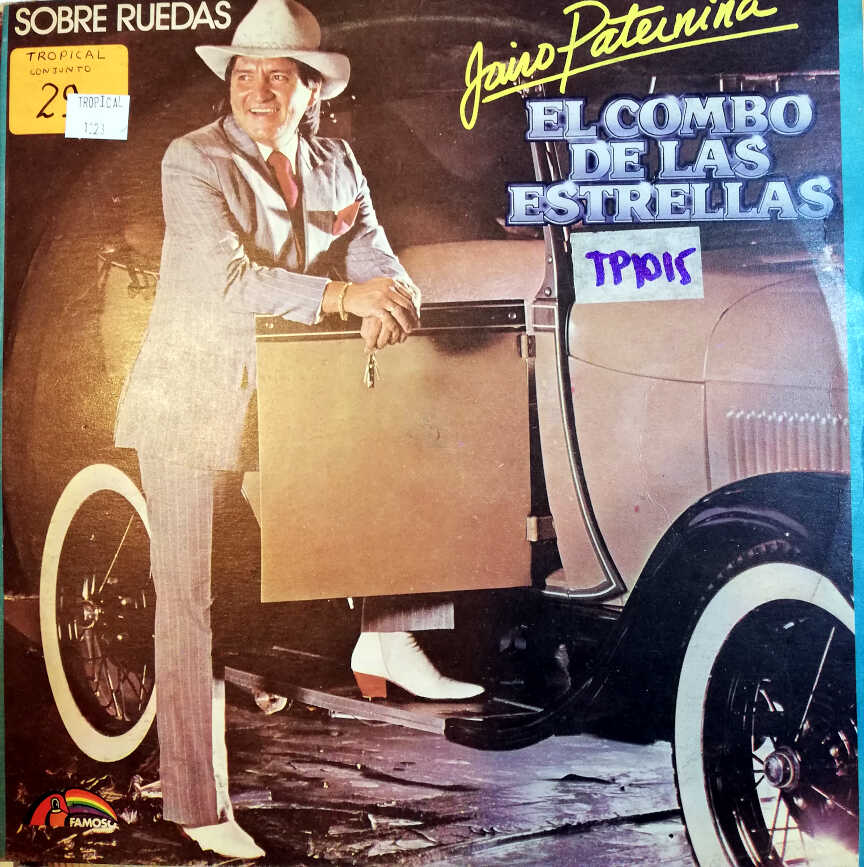 SOBRE RUEDAS
Jairo Paternina
TROPICAL
CONJUNTO
TROPICAL
EL COMBO
DE LAS
ESTRELLAS
TP1015
FAMOSO